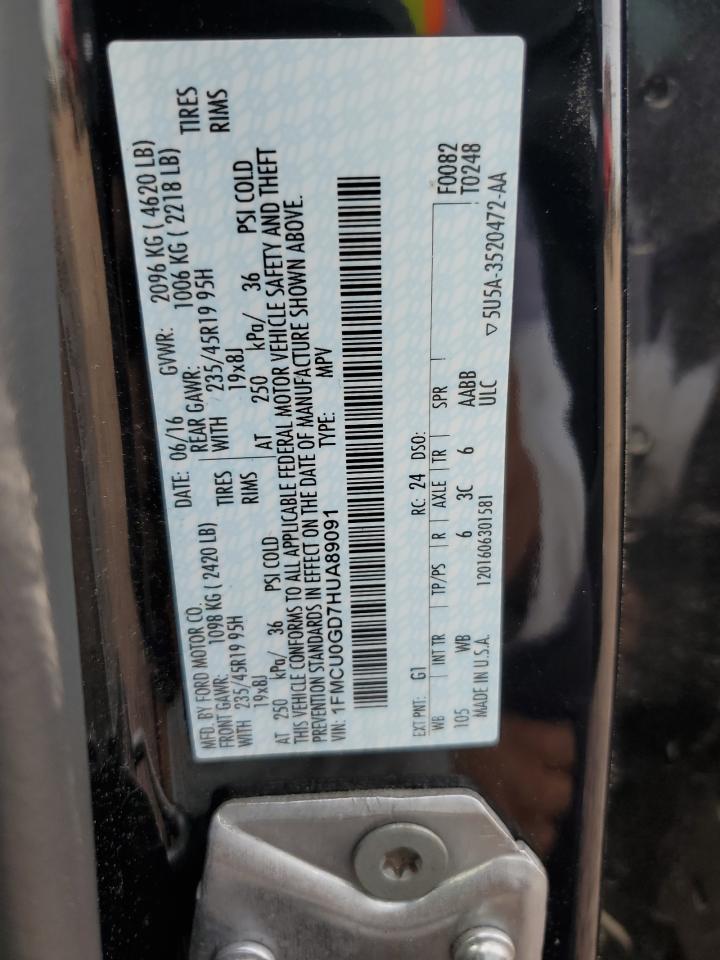 MFD. BY FORD MOTOR CO.
DATE: 06/16 GVWR: 2096 KG ( 4620 LB)
FRONT GAWR: 1098 KG ( 2420 LB) REAR GAWR: 1006 KG ( 2218 LB)
WITH 235/45R19 95H TIRES WITH 235/45R19 95H TIRES
19x8J RIMS 19x8J RIMS
AT 250 kPa/ 36 PSI COLD AT 250 kPa/ 36 PSI COLD
THIS VEHICLE CONFORMS TO ALL APPLICABLE FEDERAL MOTOR VEHICLE SAFETY AND THEFT
PREVENTION STANDARDS IN EFFECT ON THE DATE OF MANUFACTURE SHOWN ABOVE.
VIN: 1FMCU0GD7HUA89091 TYPE: MPV
EXT PNT: G1 RC: 24 DSO: F0082
WB INT TR TP/PS R AXLE TR SPR T0248
105 WB 6 3C 6 AABB
MADE IN U.S.A. 1201606301581 ULC ▽5U5A-3520472-AA